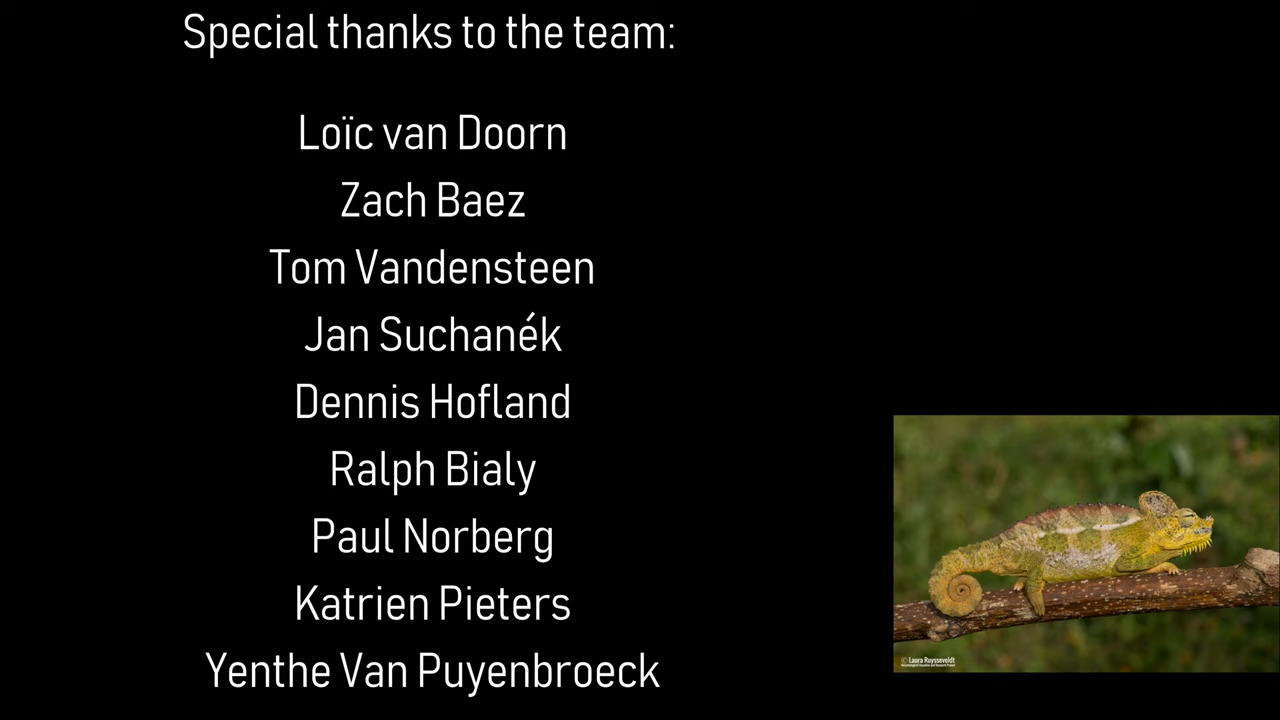 Special thanks to the team:
Loïc van Doorn
Zach Baez
Tom Vandensteen
Jan Suchanék
Dennis Hofland
Ralph Bialy
Paul Norberg
Katrien Pieters
Yenthe Van Puyenbroeck
© Laura Ruysseveldt